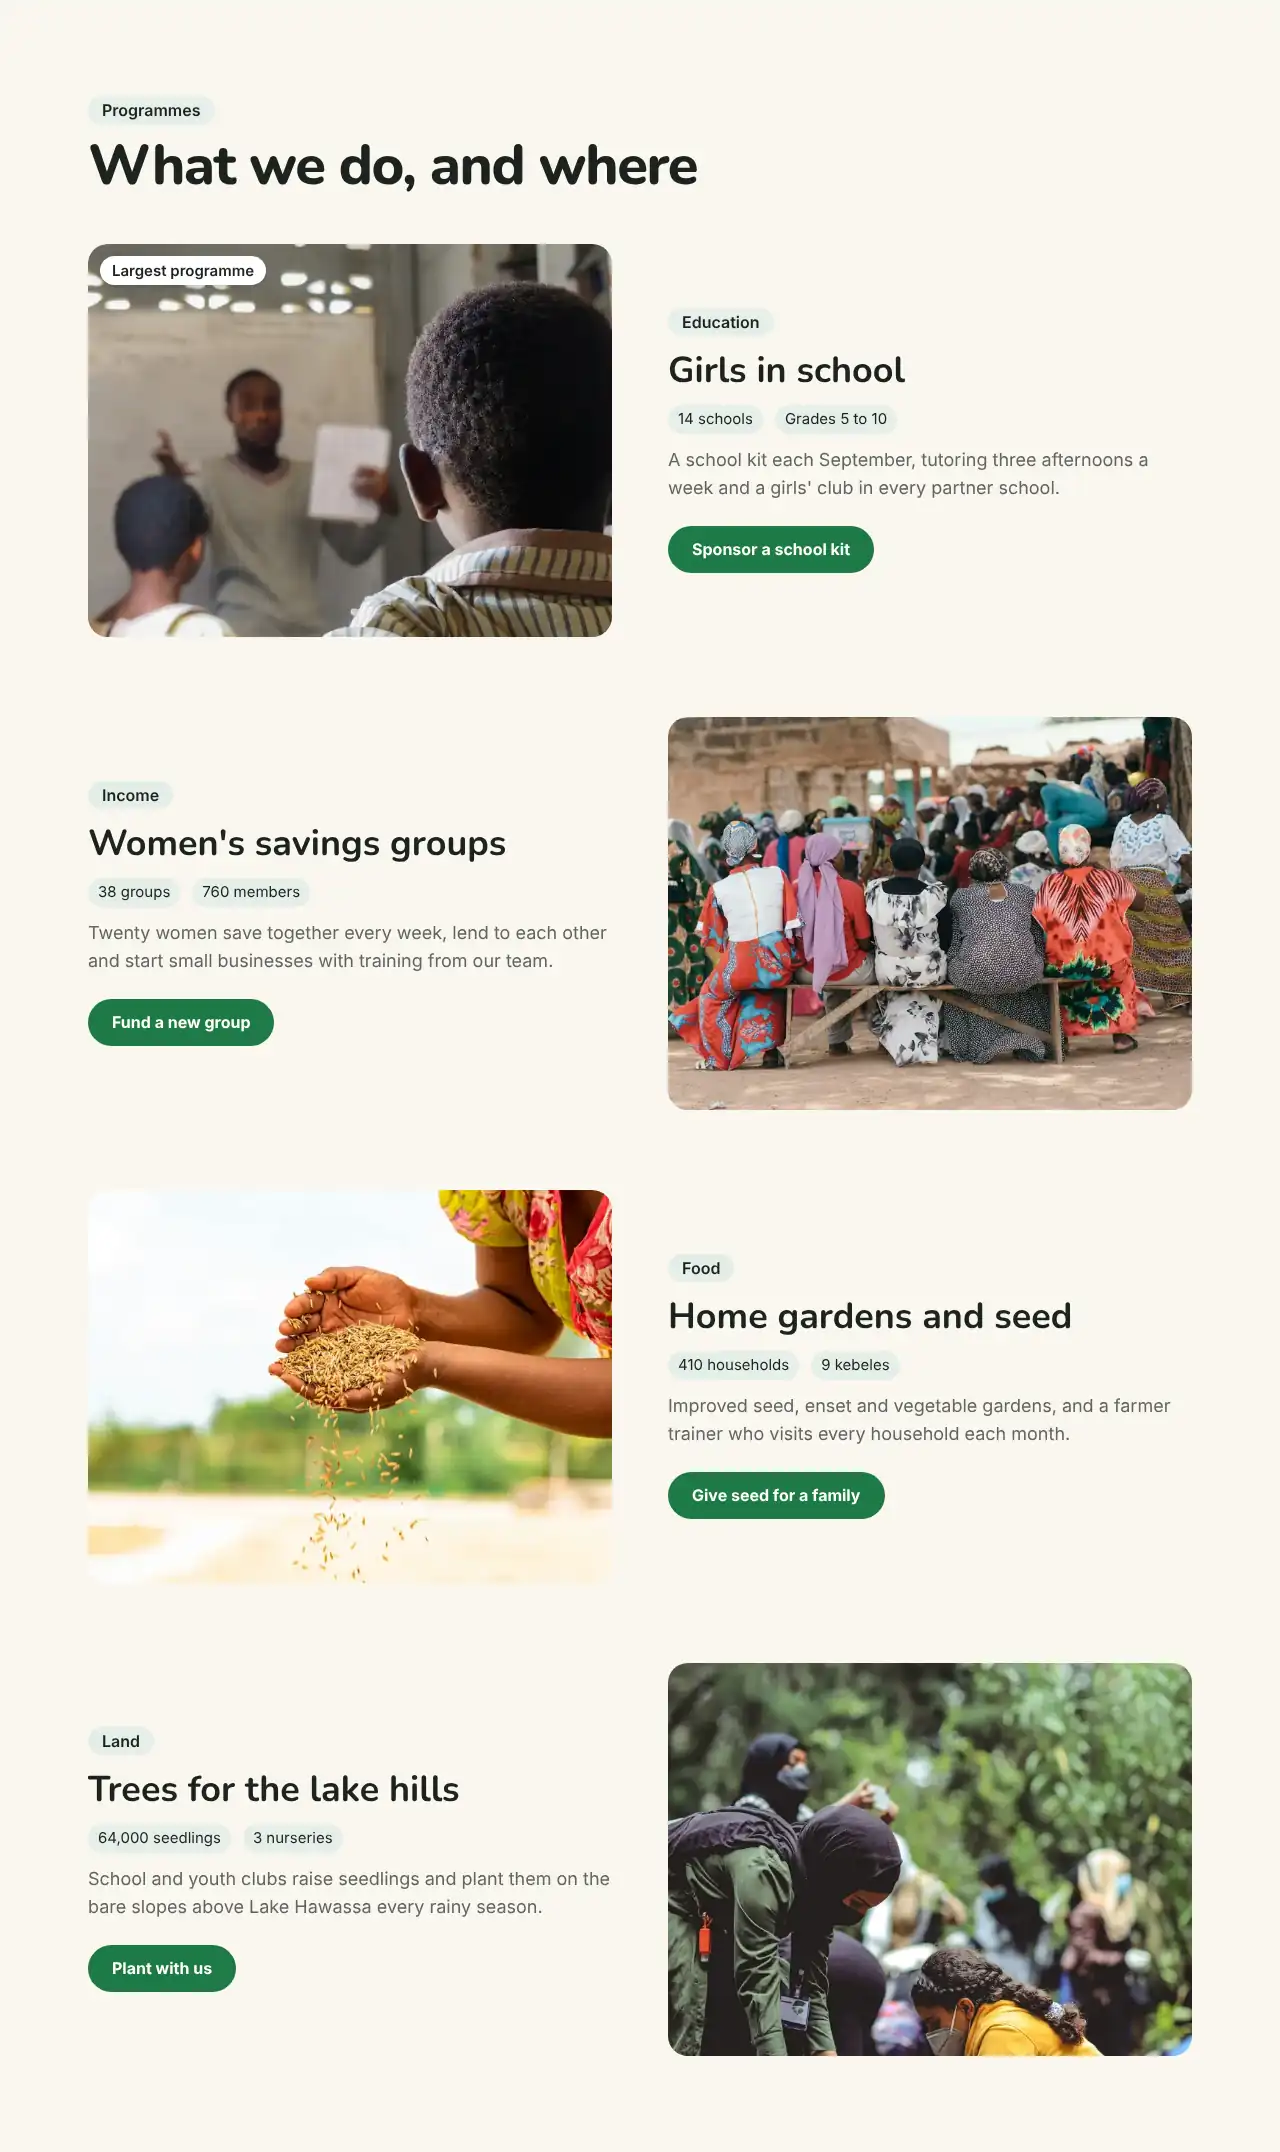 Programmes
What we do, and where
Largest programme
Education
Girls in school
14 schools
Grades 5 to 10
A school kit each September, tutoring three afternoons a
week and a girls' club in every partner school.
Sponsor a school kit
Income
Women's savings groups
38 groups
760 members
Twenty women save together every week, lend to each other
and start small businesses with training from our team.
Fund a new group
Food
Home gardens and seed
410 households
9 kebeles
Improved seed, enset and vegetable gardens, and a farmer
trainer who visits every household each month.
Give seed for a family
Land
Trees for the lake hills
64,000 seedlings
3 nurseries
School and youth clubs raise seedlings and plant them on the
bare slopes above Lake Hawassa every rainy season.
Plant with us